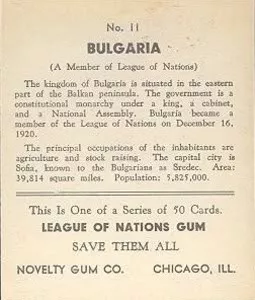 No. 11
BULGARIA
(A Member of League of Nations)
The kingdom of Bulgaria is situated in the eastern
part of the Balkan peninsula. The government is a
constitutional monarchy under a king, a cabinet,
and a National Assembly. Bulgaria became a
member of the League of Nations on December 16,
1920.
The principal occupations of the inhabitants are
agriculture and stock raising. The capital city is
Sofia, known to the Bulgarians as Sredec. Area:
39,814 square miles. Population: 5,825,000.
This Is One of a Series of 50 Cards.
LEAGUE OF NATIONS GUM
SAVE THEM ALL
NOVELTY GUM CO. CHICAGO, ILL.